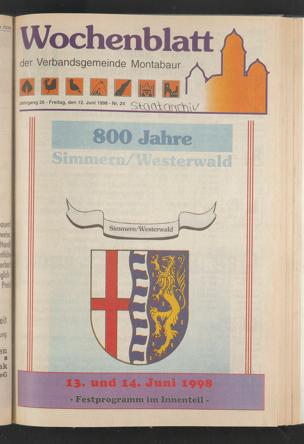 Wochenblatt
der Verbandsgemeinde Montabaur
Jahrgang 26 - Freitag, den 12. Juni 1998 - Nr. 24
Staatsarchiv
800 Jahre
Simmern/Westerwald
Simmern/Westerwald
13. und 14. Juni 1998
- Festprogramm im Innenteil -